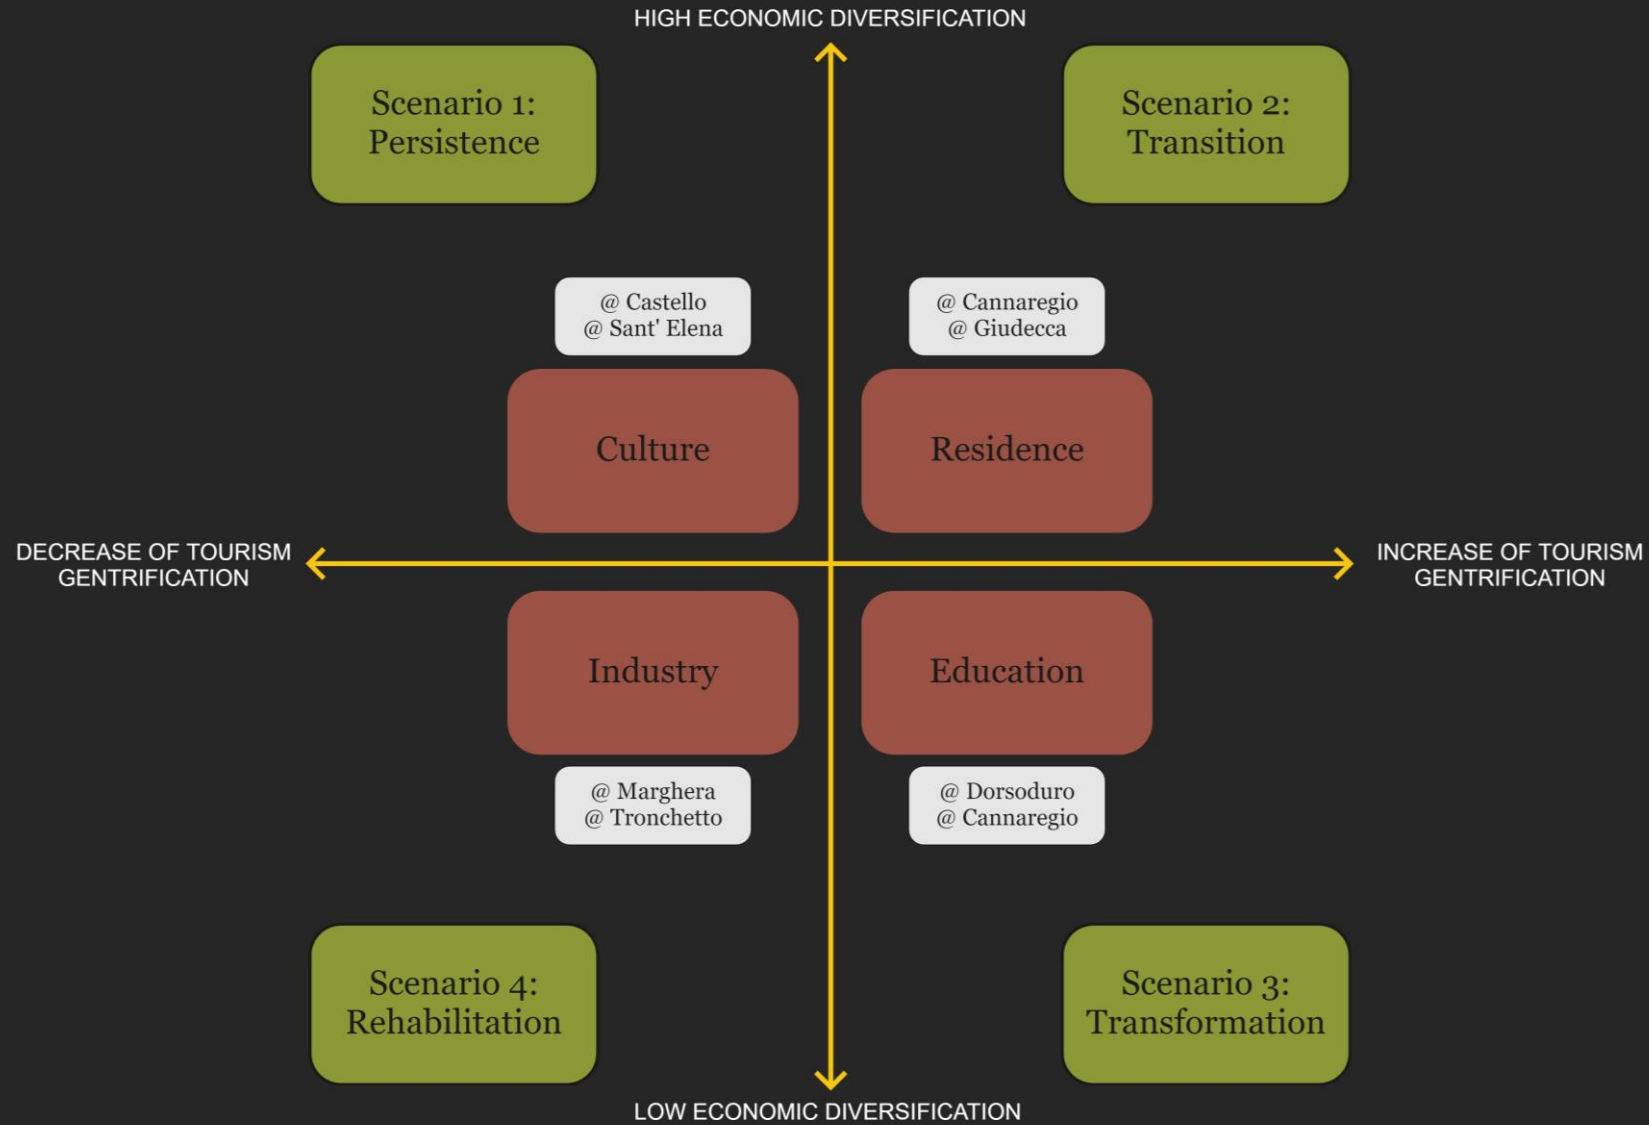 HIGH ECONOMIC DIVERSIFICATION
Scenario 1:
Persistence
Scenario 2:
Transition
@ Castello
@ Sant' Elena
@ Cannaregio
@ Giudecca
Culture
Residence
DECREASE OF TOURISM
GENTRIFICATION
INCREASE OF TOURISM
GENTRIFICATION
Industry
Education
@ Marghera
@ Tronchetto
@ Dorsoduro
@ Cannaregio
Scenario 4:
Rehabilitation
Scenario 3:
Transformation
LOW ECONOMIC DIVERSIFICATION